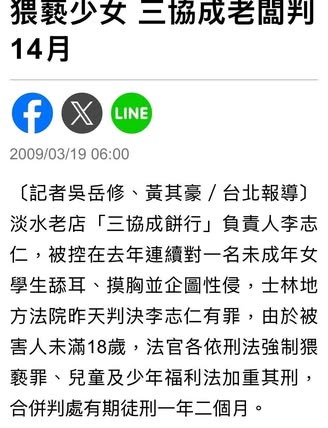 猥褻少女 三協成老闆判
14月
LINE
2009/03/19 06:00
〔記者吳岳修、黃其豪／台北報導〕
淡水老店「三協成餅行」負責人李志
仁，被控在去年連續對一名未成年女
學生舔耳、摸胸並企圖性侵，士林地
方法院昨天判決李志仁有罪，由於被
害人未滿18歲，法官各依刑法強制猥
褻罪、兒童及少年福利法加重其刑，
合併判處有期徒刑一年二個月。